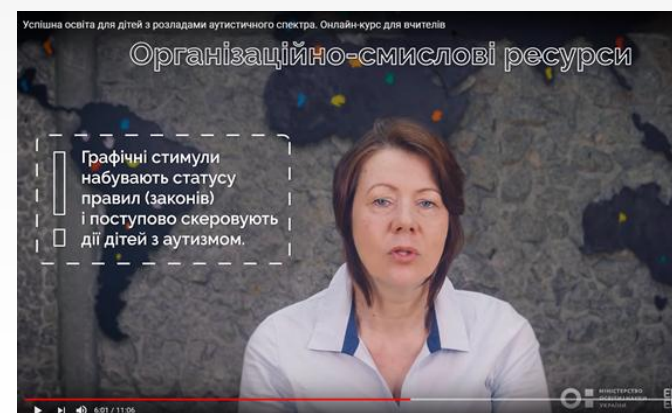 Успішна освіта для дітей з розладами аутистичного спектра. Онлайн-курс для вчителів
Організаційно-смислові ресурси
Графічні стимули
набувають статусу
правил (законів)
і поступово скеровують
дії дітей з аутизмом.
6:01 / 11:06
МІНІСТЕРСТВО
ОСВІТИ І НАУКИ
УКРАЇНИ